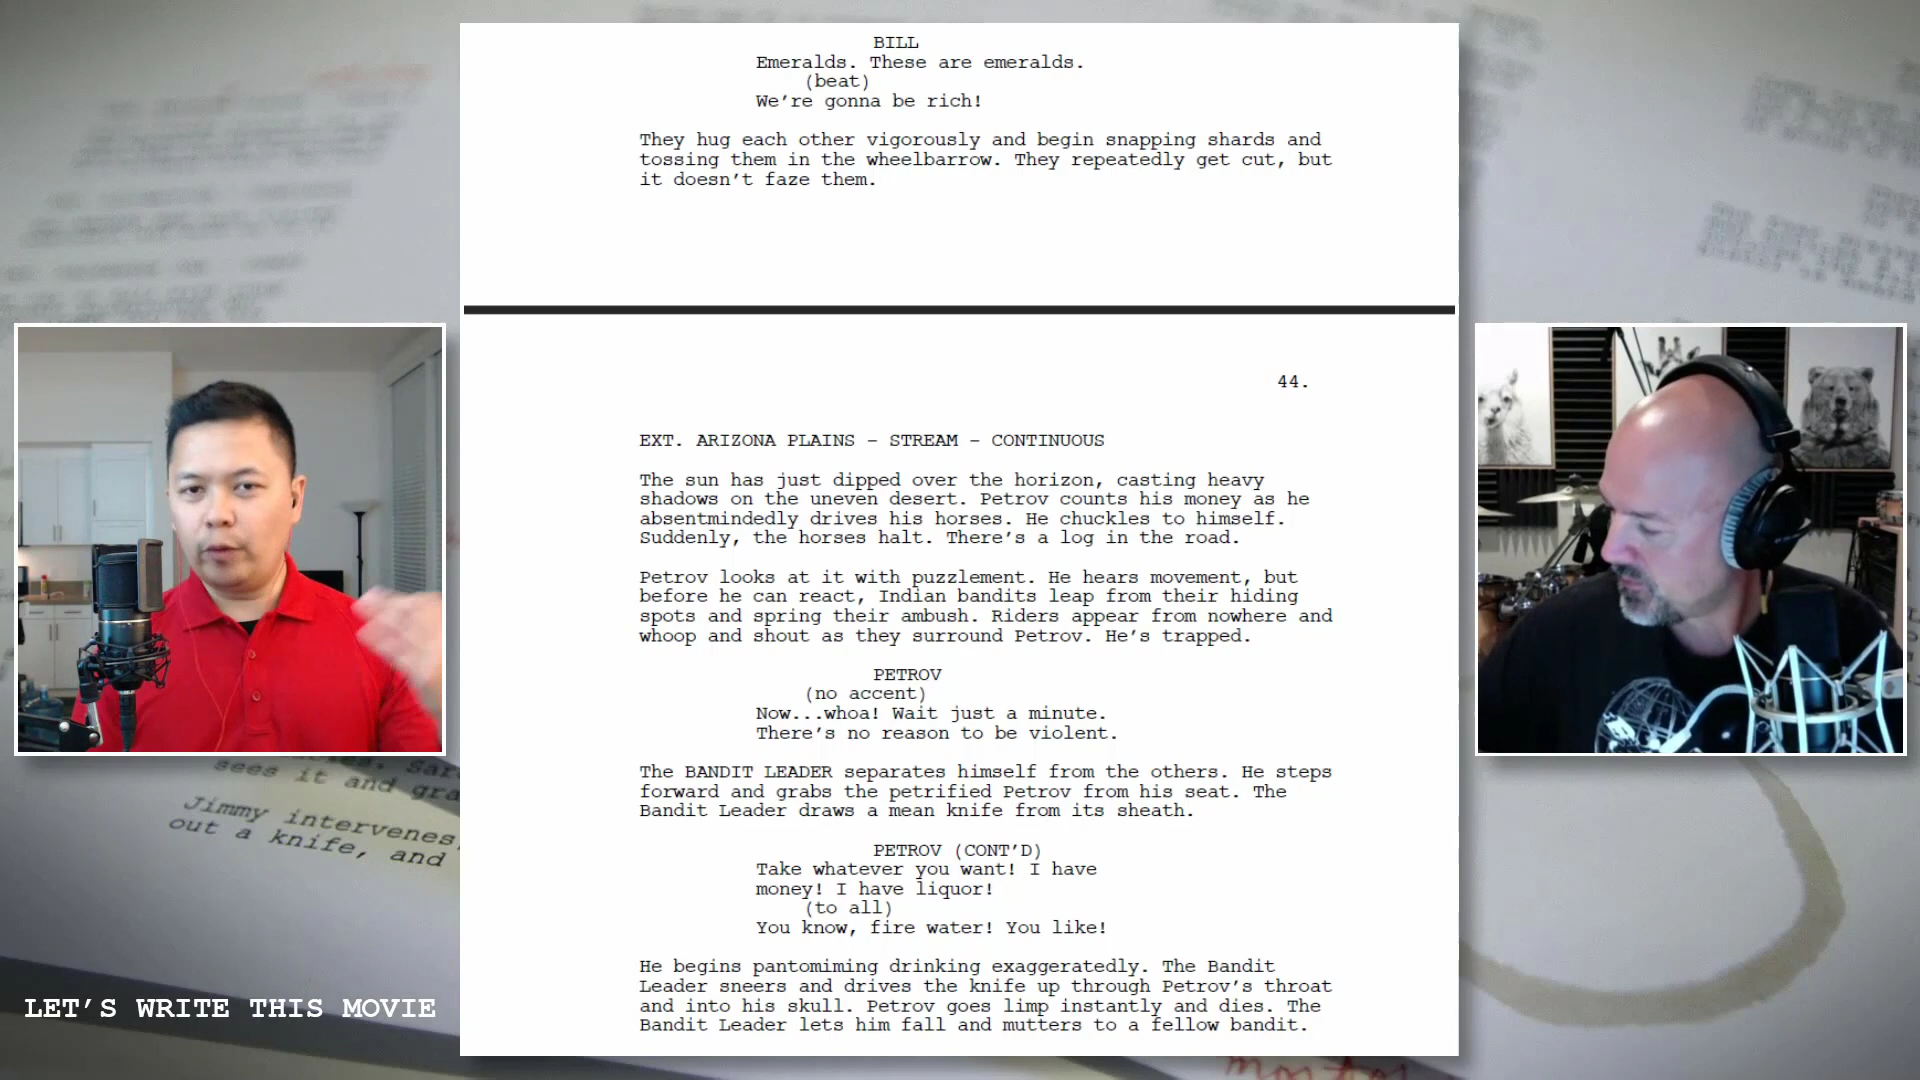 BILL
Emeralds. These are emeralds.
(beat)
We're gonna be rich!
They hug each other vigorously and begin snapping shards and
tossing them in the wheelbarrow. They repeatedly get cut, but
it doesn't faze them.
44.
EXT. ARIZONA PLAINS – STREAM – CONTINUOUS
The sun has just dipped over the horizon, casting heavy
shadows on the uneven desert. Petrov counts his money as he
absentmindedly drives his horses. He chuckles to himself.
Suddenly, the horses halt. There's a log in the road.
Petrov looks at it with puzzlement. He hears movement, but
before he can react, Indian bandits leap from their hiding
spots and spring their ambush. Riders appear from nowhere and
whoop and shout as they surround Petrov. He's trapped.
PETROV
(no accent)
Now...whoa! Wait just a minute.
There's no reason to be violent.
The BANDIT LEADER separates himself from the others. He steps
forward and grabs the petrified Petrov from his seat. The
Bandit Leader draws a mean knife from its sheath.
PETROV (CONT'D)
Take whatever you want! I have
money! I have liquor!
(to all)
You know, fire water! You like!
He begins pantomiming drinking exaggeratedly. The Bandit
Leader sneers and drives the knife up through Petrov's throat
and into his skull. Petrov goes limp instantly and dies. The
Bandit Leader lets him fall and mutters to a fellow bandit.
sees it and gra
Jimmy intervenes
out a knife, and
LET'S WRITE THIS MOVIE